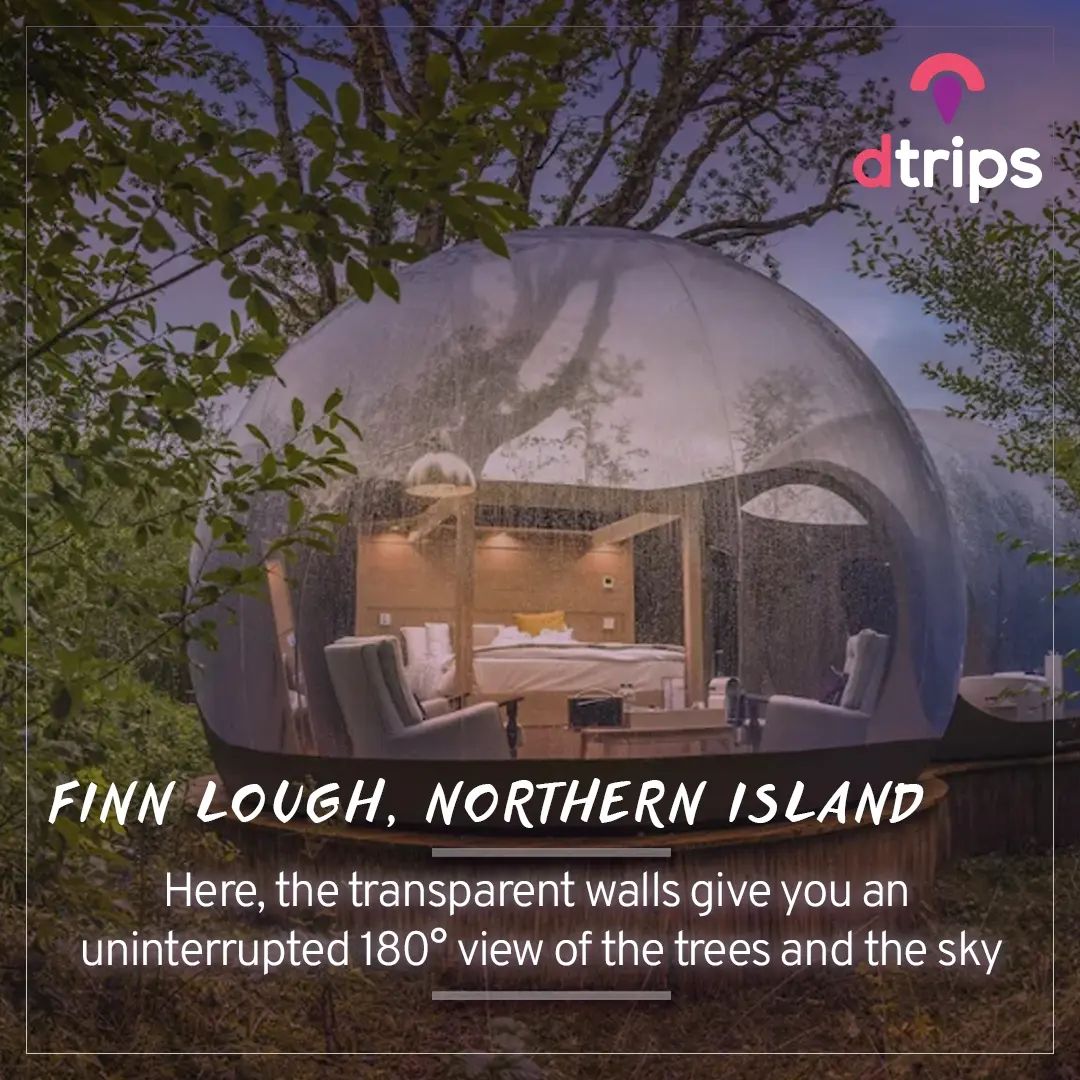 dtrips
FINN LOUGH, NORTHERN ISLAND
Here, the transparent walls give you an
uninterrupted 180° view of the trees and the sky